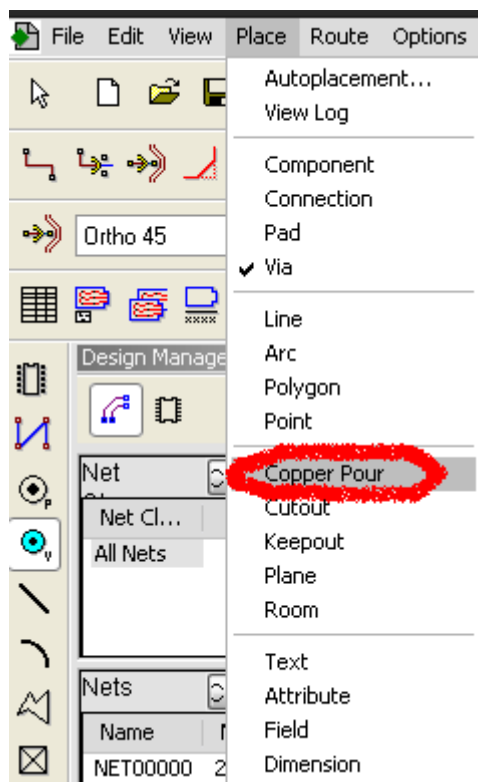 File Edit View Place Route Options
Autoplacement...
View Log
Component
Connection
Pad
Via
Line
Arc
Polygon
Point
Copper Pour
Cutout
Keepout
Plane
Room
Text
Attribute
Field
Dimension
Ortho 45
Design Manage
Net
Net Cl...
All Nets
Nets
Name
NET00000 2